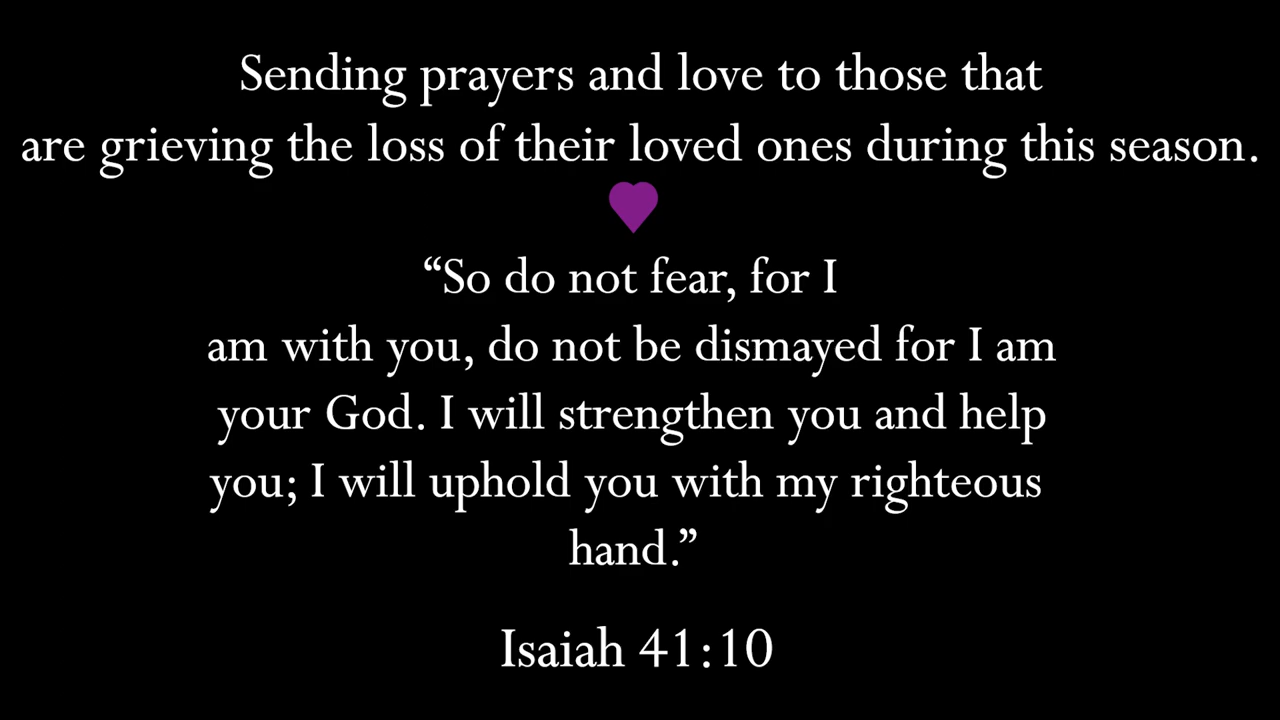 Sending prayers and love to those that
are grieving the loss of their loved ones during this season.
“So do not fear, for I
am with you, do not be dismayed for I am
your God. I will strengthen you and help
you; I will uphold you with my righteous
hand.”
Isaiah 41:10